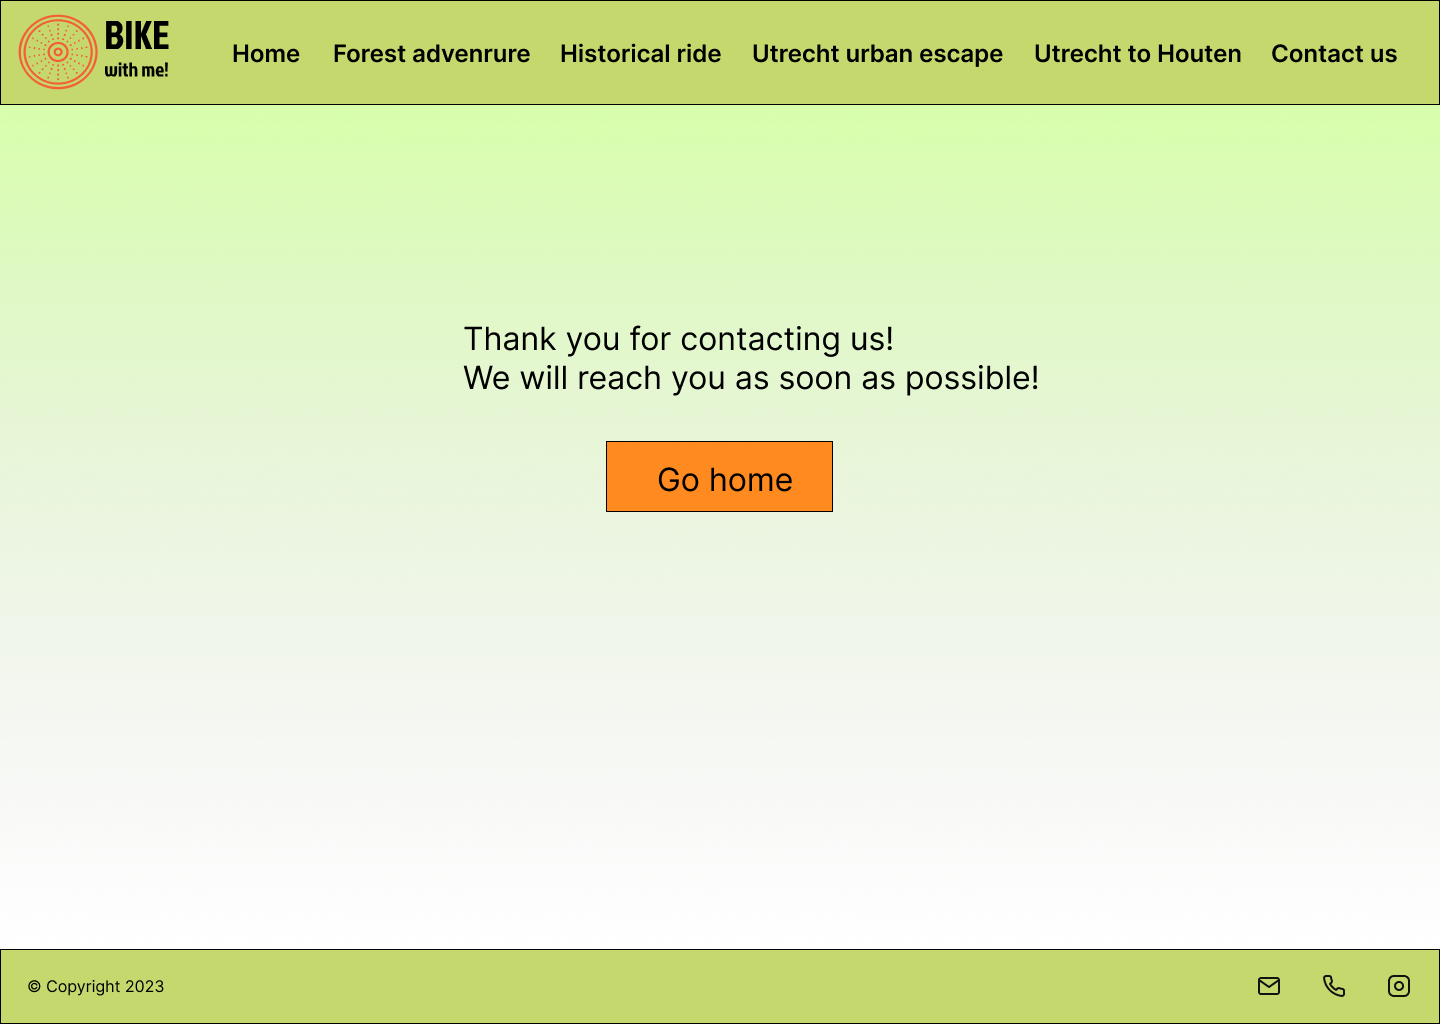 BIKE
with me!
Home Forest advenrure Historical ride Utrecht urban escape Utrecht to Houten Contact us
Thank you for contacting us!
We will reach you as soon as possible!
Go home
© Copyright 2023